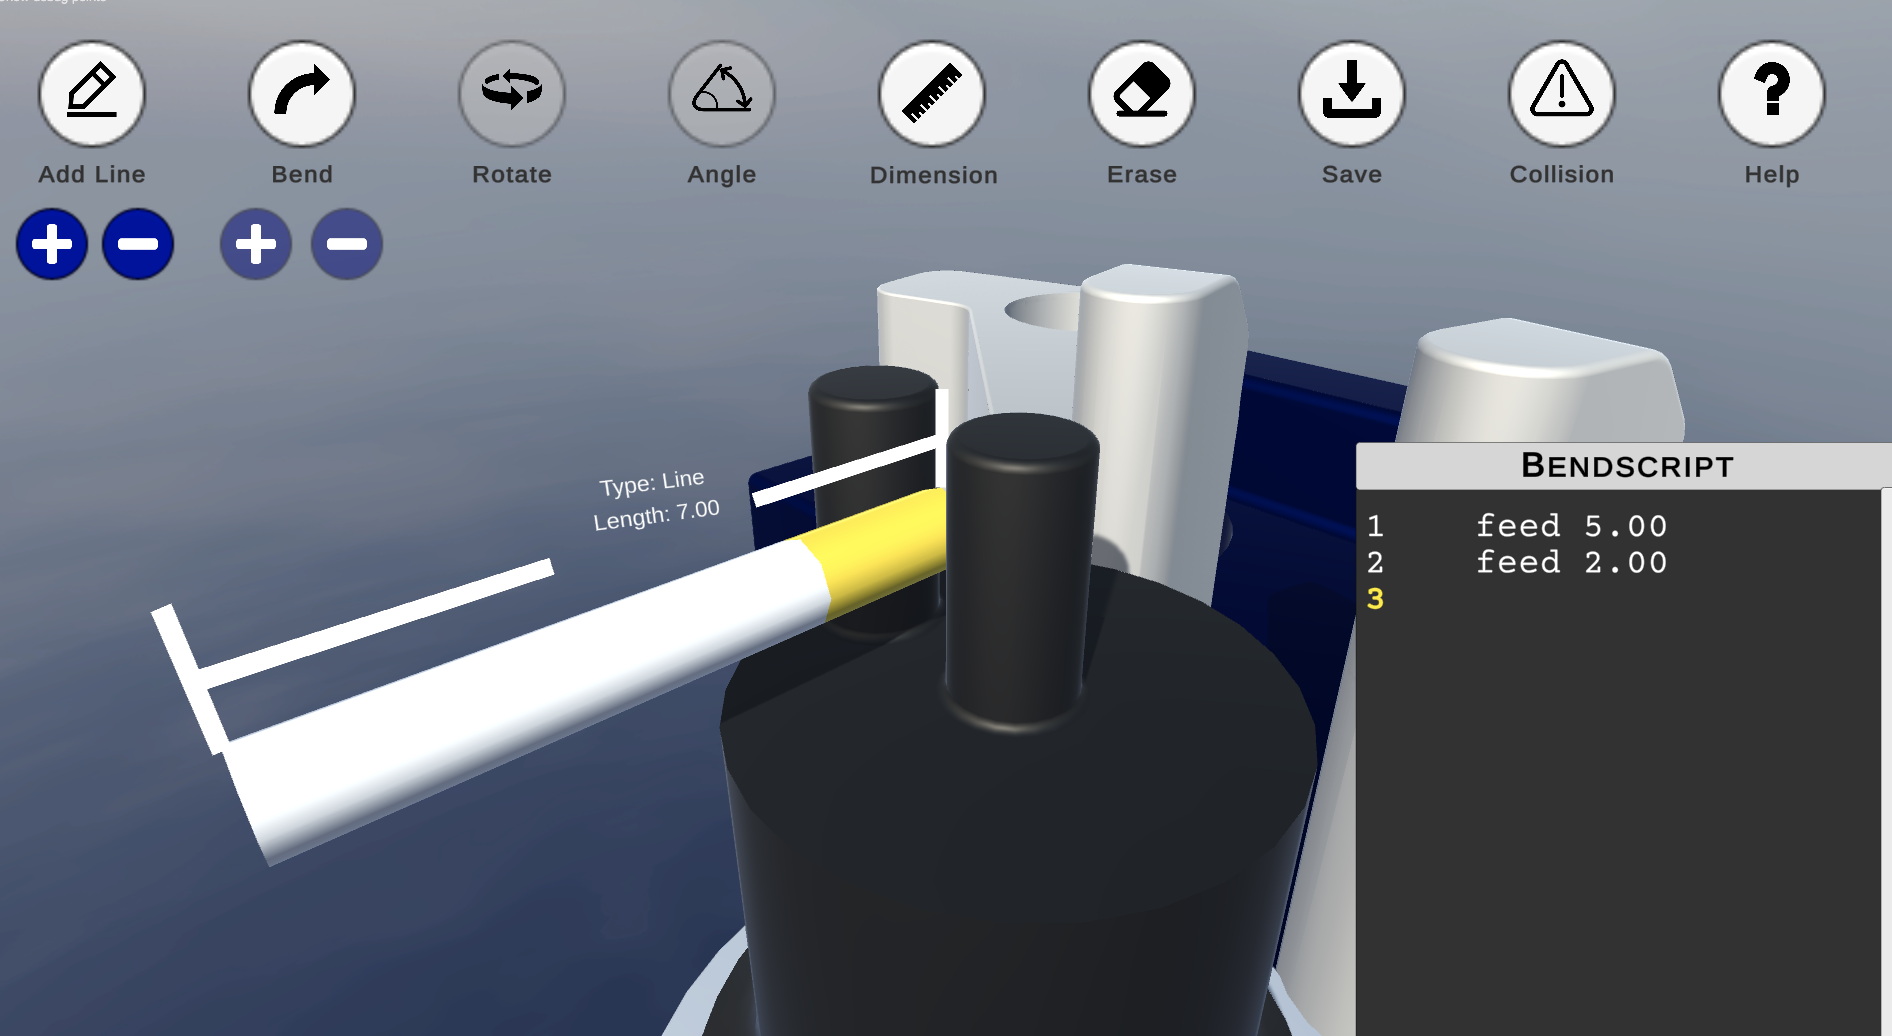 Add Line
Bend
Rotate
Angle
Dimension
Erase
Save
Collision
Help
Type: Line
Length: 7.00
BENDSCRIPT
1 feed 5.00
2 feed 2.00
3